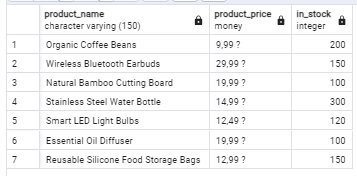 product_name product_price in_stock
character varying (150) money integer
1 Organic Coffee Beans 9,99 ? 200
2 Wireless Bluetooth Earbuds 29,99 ? 150
3 Natural Bamboo Cutting Board 19,99 ? 100
4 Stainless Steel Water Bottle 14,99 ? 300
5 Smart LED Light Bulbs 12,49 ? 120
6 Essential Oil Diffuser 19,99 ? 100
7 Reusable Silicone Food Storage Bags 12,99 ? 150